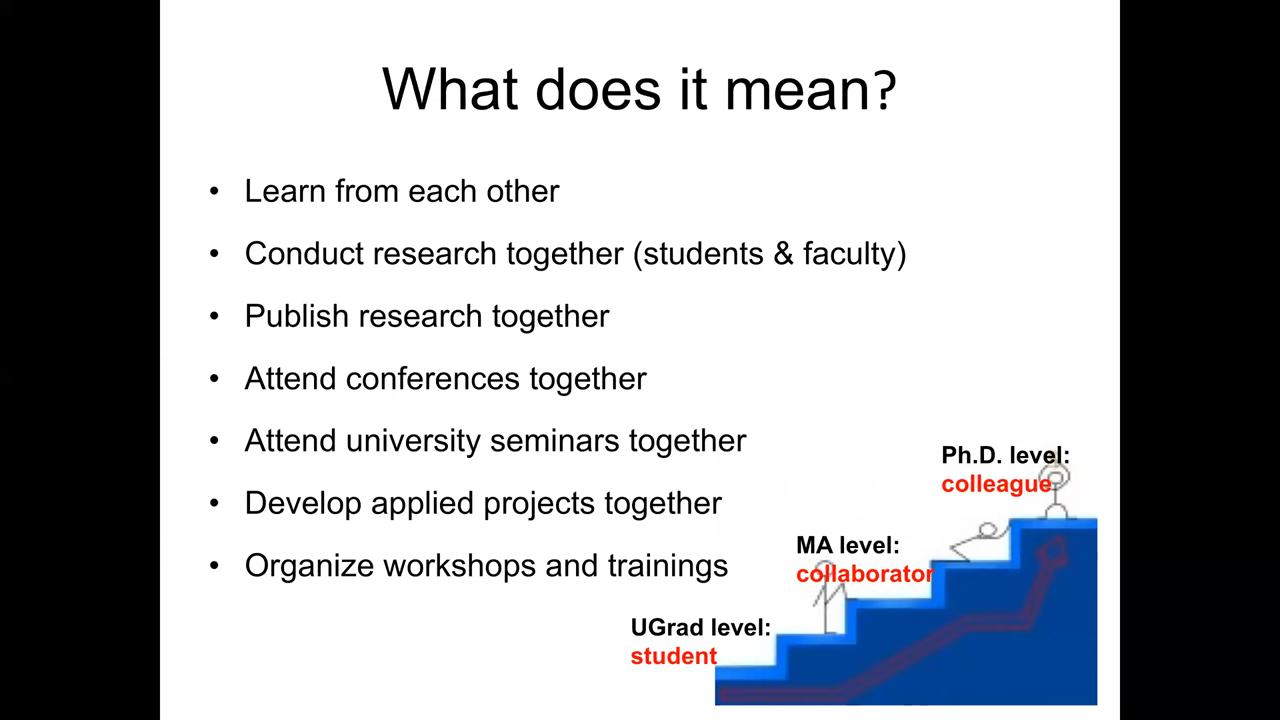 What does it mean?
• Learn from each other
• Conduct research together (students & faculty)
• Publish research together
• Attend conferences together
• Attend university seminars together
• Develop applied projects together
• Organize workshops and trainings
Ph.D. level:
colleague
MA level:
collaborator
UGrad level:
student